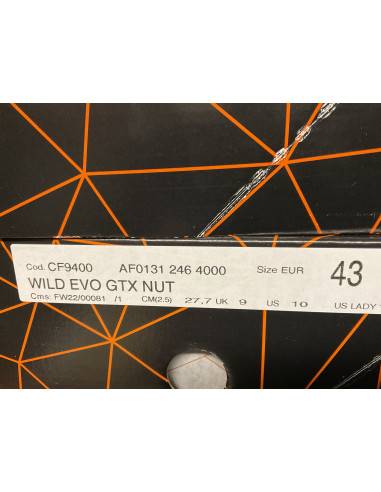 Cod. CF9400 AF0131 246 4000 Size EUR 43
WILD EVO GTX NUT
Cms: FW22/00081 /1 CM(2.5) 27.7 UK 9 US 10 US LADY